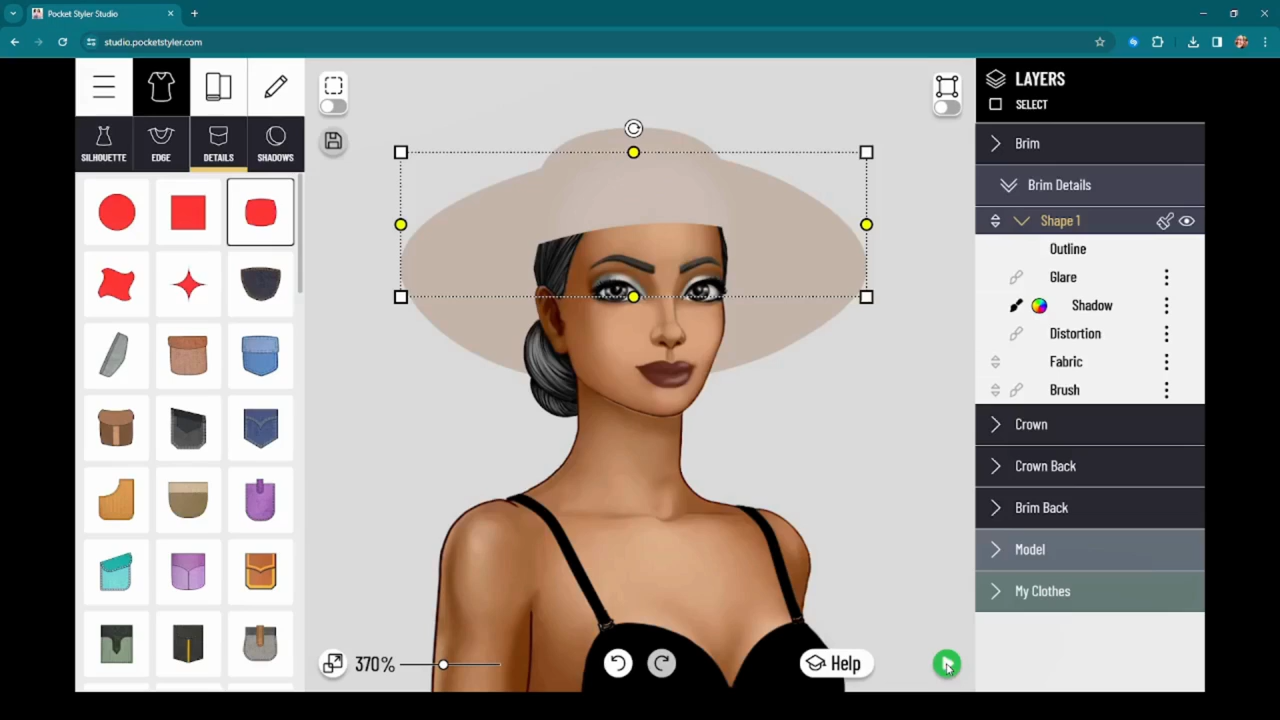 Pocket Styler Studio
studio.pocketstyler.com
SILHOUETTE
EDGE
DETAILS
SHADOWS
370%
Help
LAYERS
SELECT
Brim
Brim Details
Shape 1
Outline
Glare
Shadow
Distortion
Fabric
Brush
Crown
Crown Back
Brim Back
Model
My Clothes